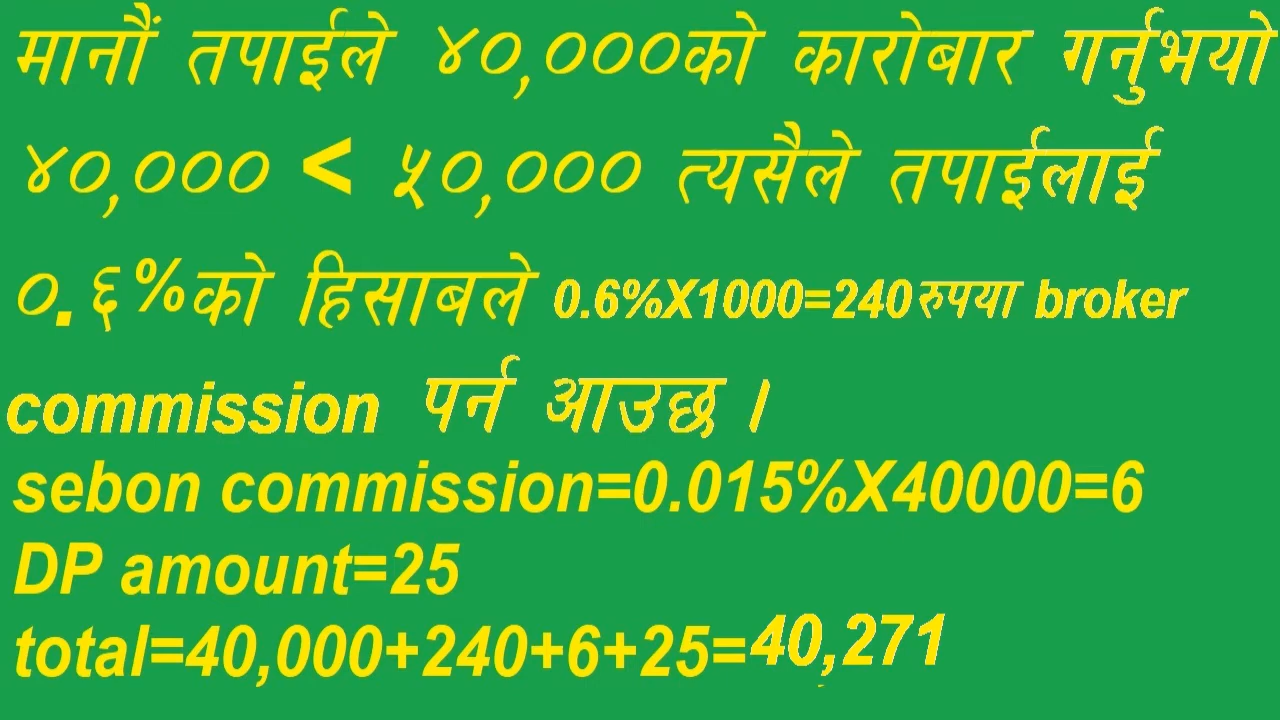 मानौं तपाईले ४०,०००को कारोबार गर्नुभयो
४०,००० < ५०,००० त्यसैले तपाईलाई
०.६%को हिसाबले 0.6%X1000=240रुपया broker
commission पर्न आउछ ।
sebon commission=0.015%X40000=6
DP amount=25
total=40,000+240+6+25=40,271